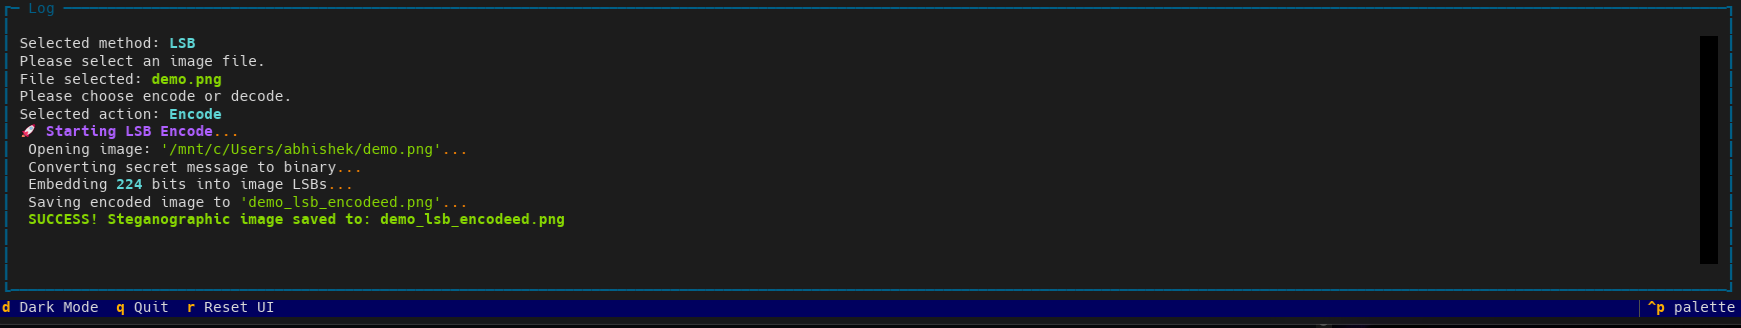 Log
Selected method: LSB
Please select an image file.
File selected: demo.png
Please choose encode or decode.
Selected action: Encode
🚀 Starting LSB Encode...
Opening image: '/mnt/c/Users/abhishek/demo.png'...
Converting secret message to binary...
Embedding 224 bits into image LSBs...
Saving encoded image to 'demo_lsb_encodeed.png'...
SUCCESS! Steganographic image saved to: demo_lsb_encodeed.png
d Dark Mode q Quit r Reset UI ^p palette